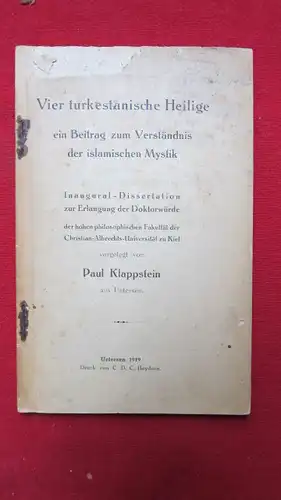 Vier turkestanische Heilige
ein Beitrag zum Verständnis
der islamischen Mystik
Inaugural-Dissertation
zur Erlangung der Doktorwürde
der hohen philosophischen Fakultät der
Christian-Albrechts-Universität zu Kiel
vorgelegt von
Paul Klappstein
aus Uetersen.
Uetersen 1919
Druck von C. D. C. Heydorn